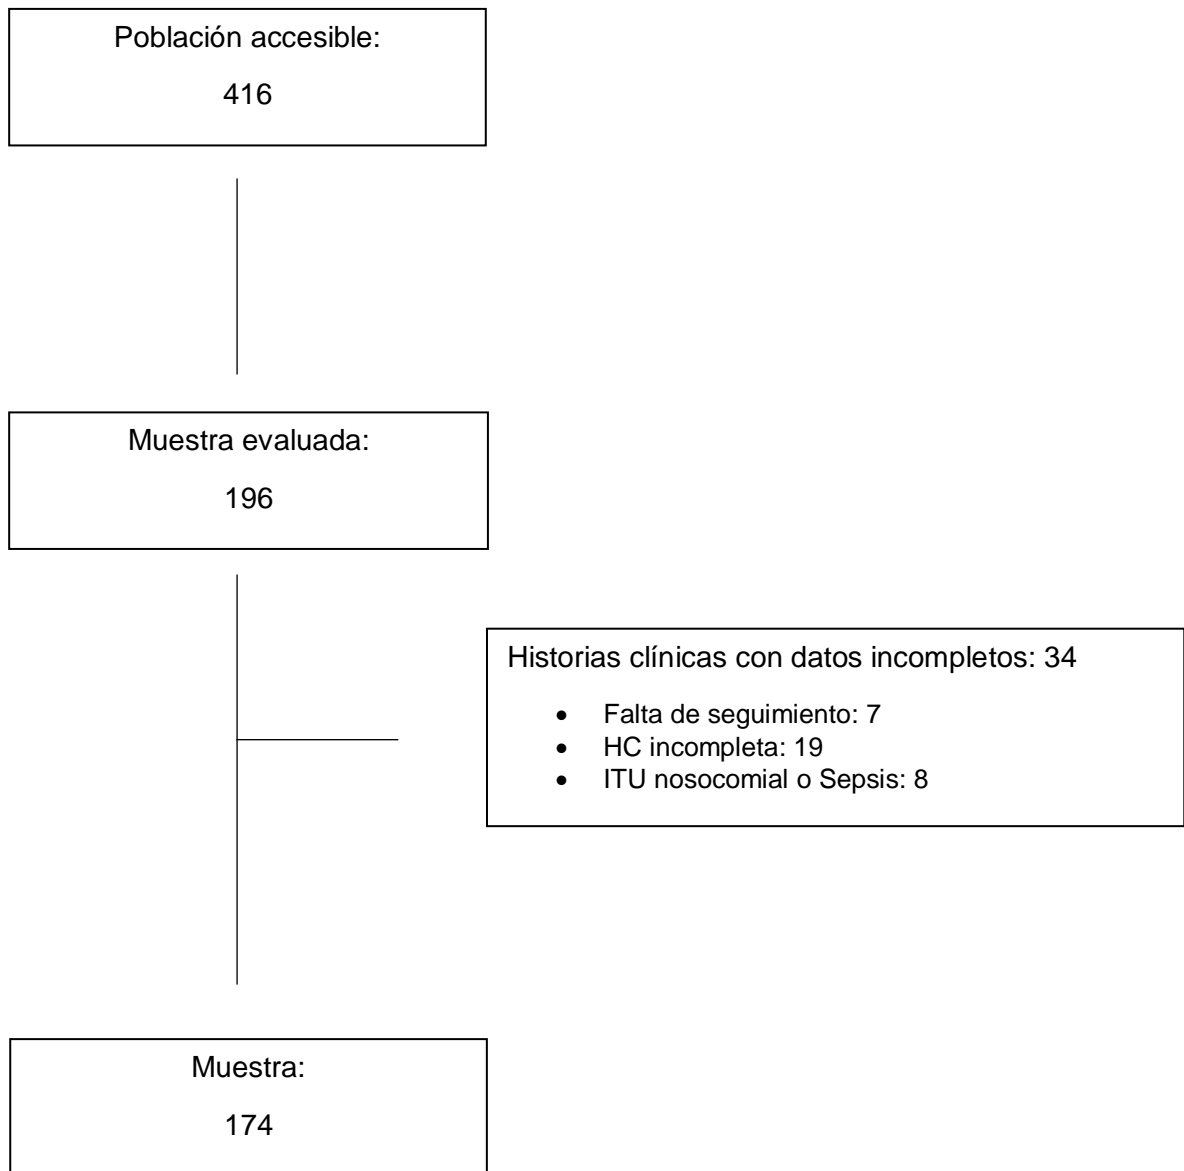 Población accesible:
416
Muestra evaluada:
196
Historias clínicas con datos incompletos: 34
• Falta de seguimiento: 7
• HC incompleta: 19
• ITU nosocomial o Sepsis: 8
Muestra:
174